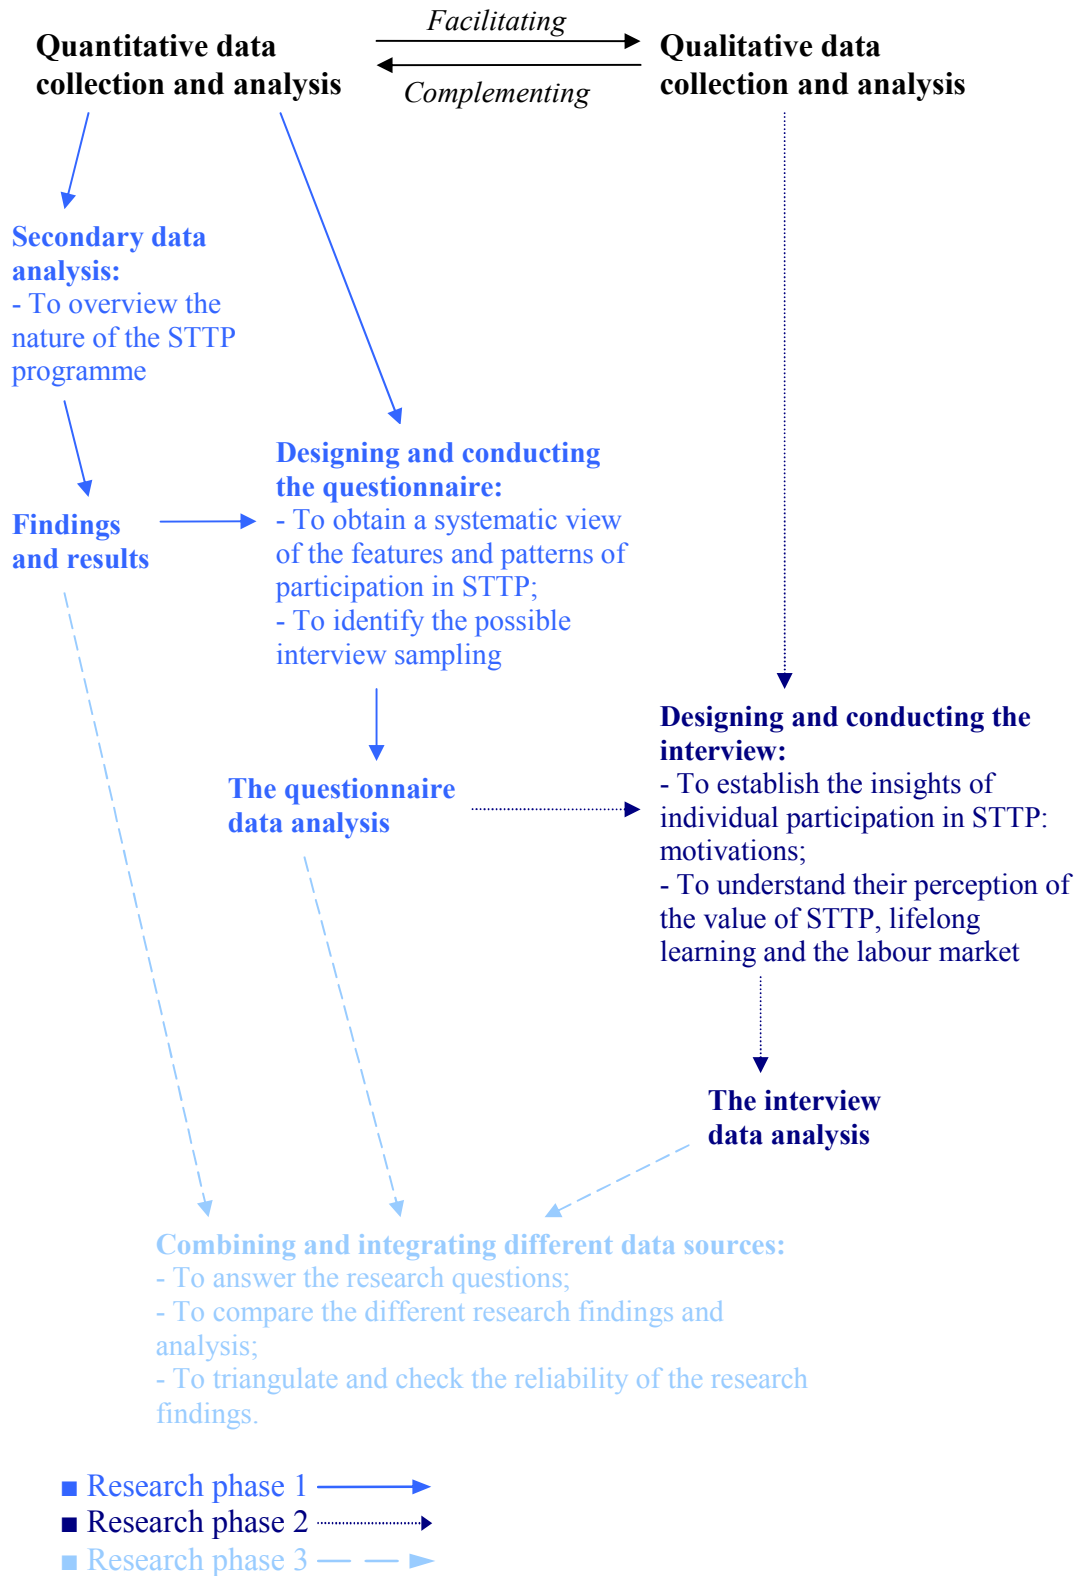 Quantitative data
collection and analysis
Facilitating
Complementing
Qualitative data
collection and analysis
Secondary data
analysis:
- To overview the
nature of the STTP
programme
Findings
and results
Designing and conducting
the questionnaire:
- To obtain a systematic view
of the features and patterns of
participation in STTP;
- To identify the possible
interview sampling
The questionnaire
data analysis
Designing and conducting the
interview:
- To establish the insights of
individual participation in STTP:
motivations;
- To understand their perception of
the value of STTP, lifelong
learning and the labour market
The interview
data analysis
Combining and integrating different data sources:
- To answer the research questions;
- To compare the different research findings and
analysis;
- To triangulate and check the reliability of the research
findings.
■ Research phase 1
■ Research phase 2
■ Research phase 3